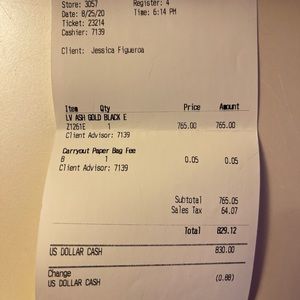 Store: 3057 Register: 4
Date: 8/25/20 Time: 6:14 PM
Ticket: 23214
Cashier: 7139
Client: Jessica Figueroa
Item Qty Price Amount
LV ASH GOLD BLACK E
Z1261E 1 765.00 765.00
Client Advisor: 7139
Carryout Paper Bag Fee
B 1 0.05 0.05
Client Advisor: 7139
Subtotal 765.05
Sales Tax 64.07
Total 829.12
US DOLLAR CASH 830.00
Change
US DOLLAR CASH (0.88)